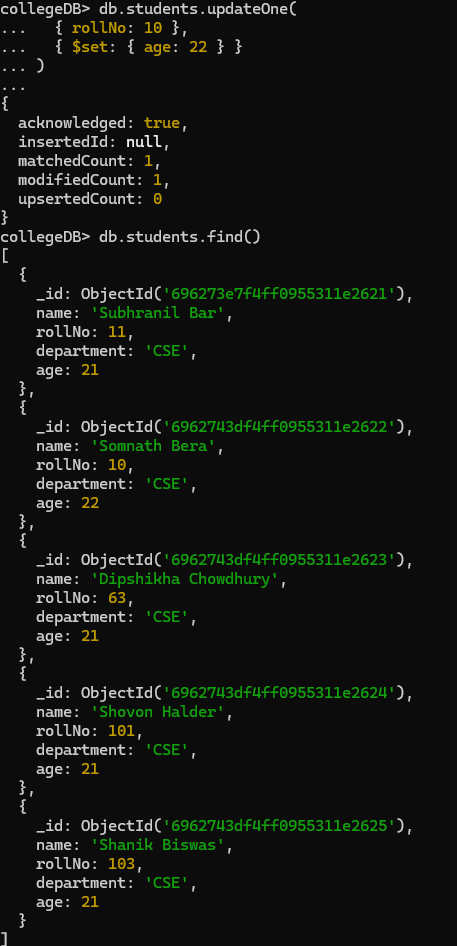 collegeDB> db.students.updateOne(
...   { rollNo: 10 },
...   { $set: { age: 22 } }
... )
...
{
  acknowledged: true,
  insertedId: null,
  matchedCount: 1,
  modifiedCount: 1,
  upsertedCount: 0
}
collegeDB> db.students.find()
[
  {
    _id: ObjectId('696273e7f4ff0955311e2621'),
    name: 'Subhranil Bar',
    rollNo: 11,
    department: 'CSE',
    age: 21
  },
  {
    _id: ObjectId('6962743df4ff0955311e2622'),
    name: 'Somnath Bera',
    rollNo: 10,
    department: 'CSE',
    age: 22
  },
  {
    _id: ObjectId('6962743df4ff0955311e2623'),
    name: 'Dipshikha Chowdhury',
    rollNo: 63,
    department: 'CSE',
    age: 21
  },
  {
    _id: ObjectId('6962743df4ff0955311e2624'),
    name: 'Shovon Halder',
    rollNo: 101,
    department: 'CSE',
    age: 21
  },
  {
    _id: ObjectId('6962743df4ff0955311e2625'),
    name: 'Shanik Biswas',
    rollNo: 103,
    department: 'CSE',
    age: 21
  }
]